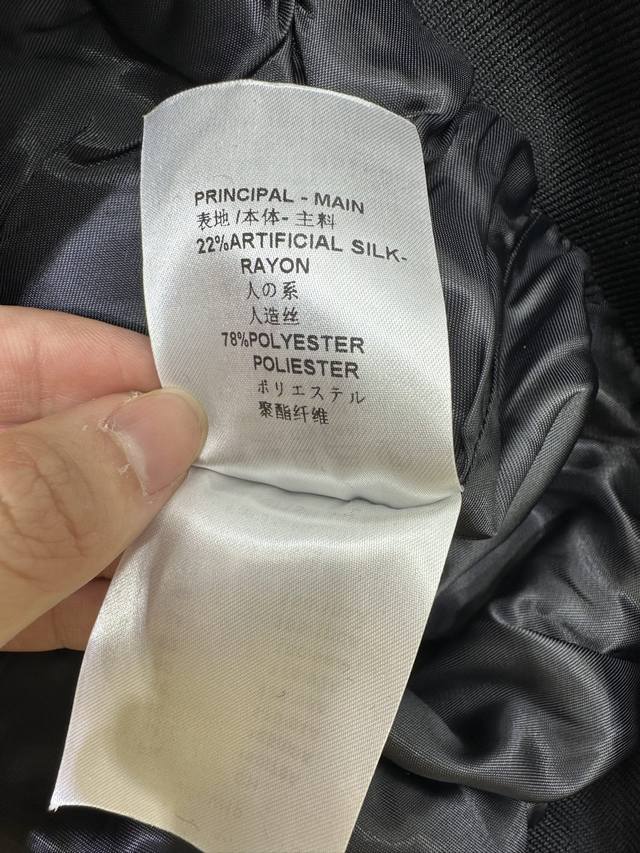 PRINCIPAL - MAIN
表地/本体-主料
22%ARTIFICIAL SILK-
RAYON
人の系
人造丝
78%POLYESTER
POLIESTER
ポリエステル
聚酯纤维